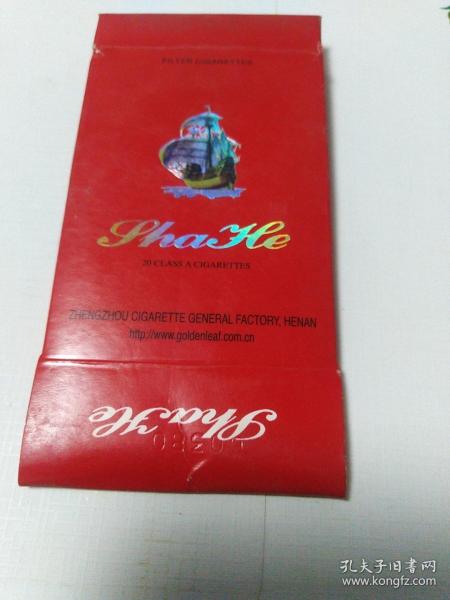 FILTER CIGARETTES
ShaHe
20 CLASS A CIGARETTES
ZHENGZHOU CIGARETTE GENERAL FACTORY, HENAN
http://www.goldenleaf.com.cn
ShaHe
孔夫子旧书网
www.kongfz.com